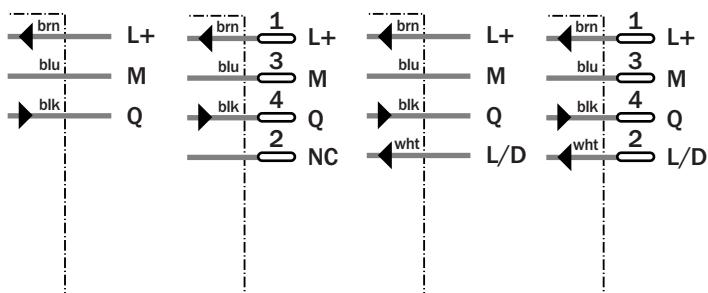 brn L+
blu M
blk Q
brn 1 L+
blu 3 M
blk 4 Q
2 NC
brn L+
blu M
blk Q
wht L/D
brn 1 L+
blu 3 M
blk 4 Q
wht 2 L/D